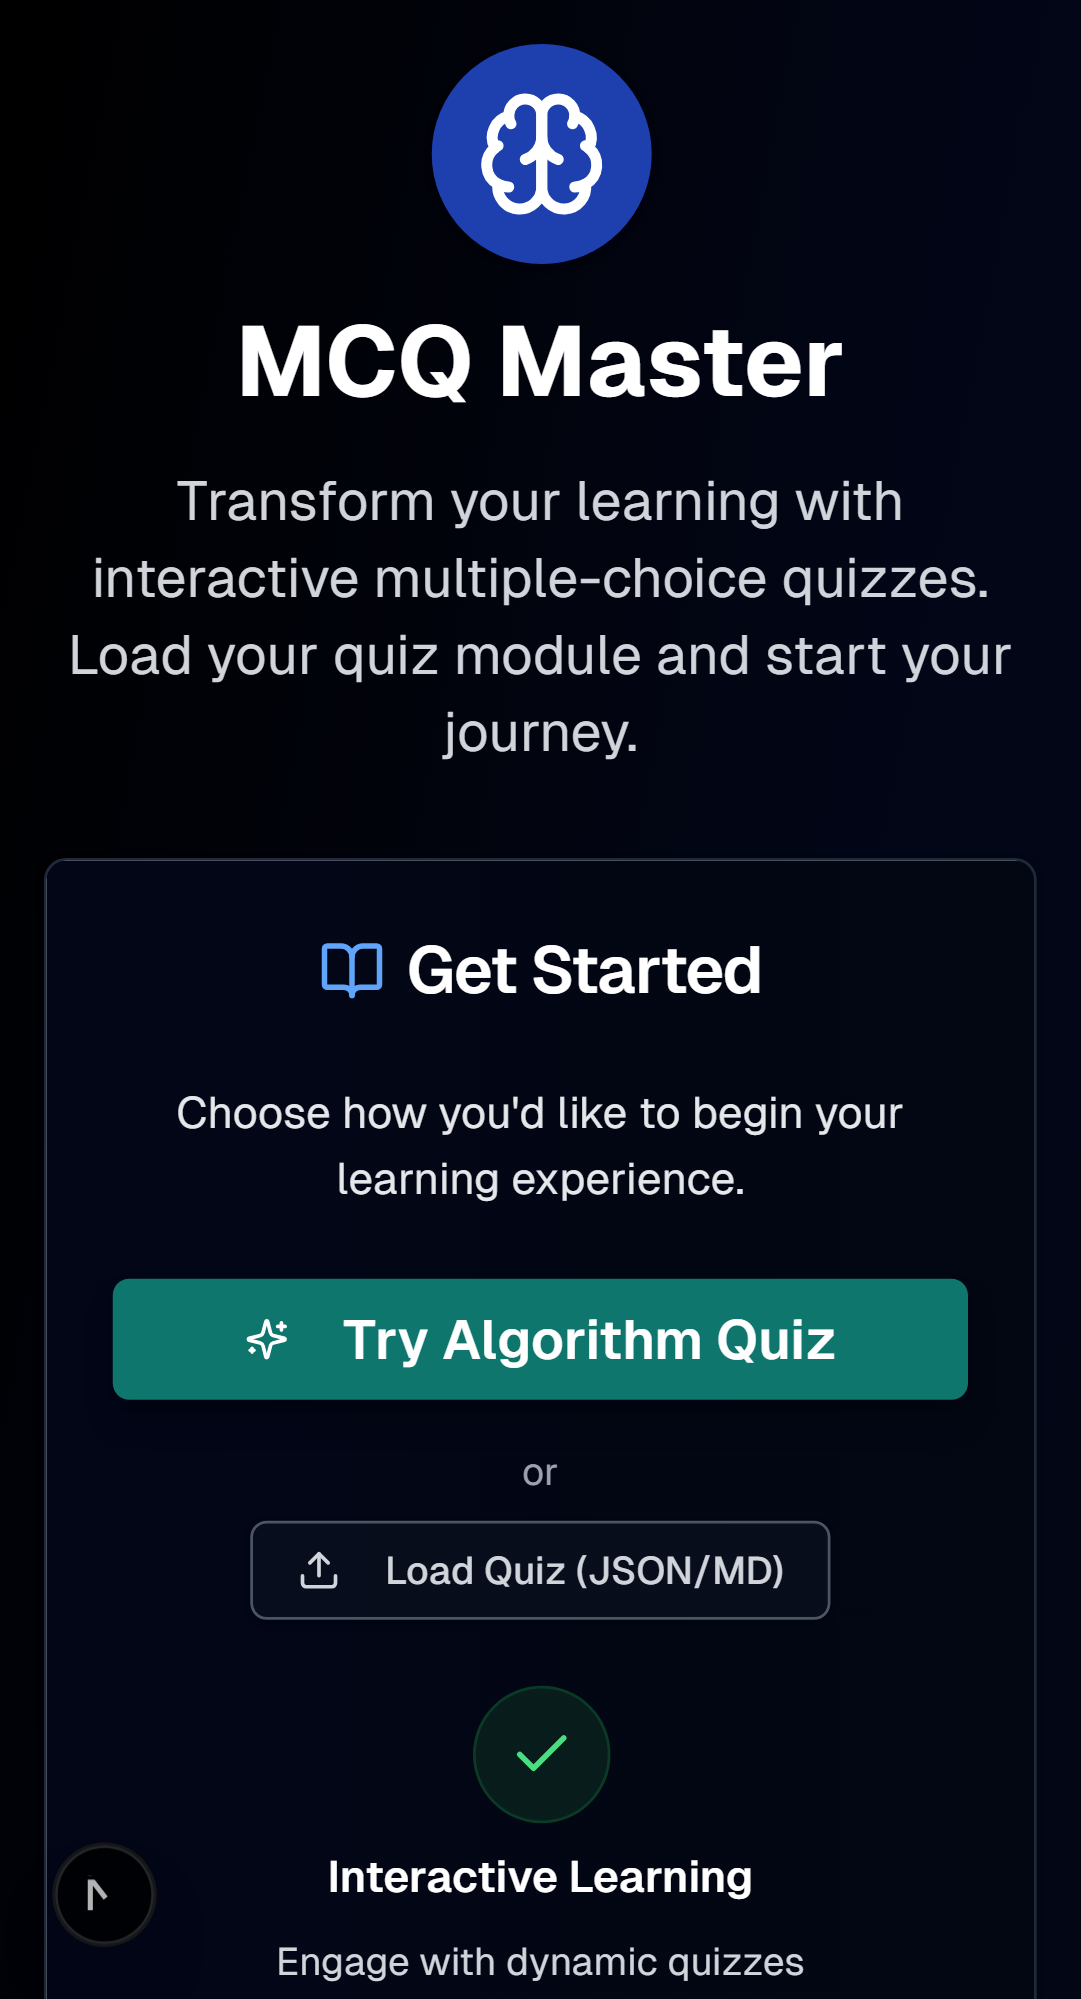 MCQ Master
Transform your learning with
interactive multiple-choice quizzes.
Load your quiz module and start your
journey.
Get Started
Choose how you'd like to begin your
learning experience.
Try Algorithm Quiz
or
Load Quiz (JSON/MD)
Interactive Learning
Engage with dynamic quizzes